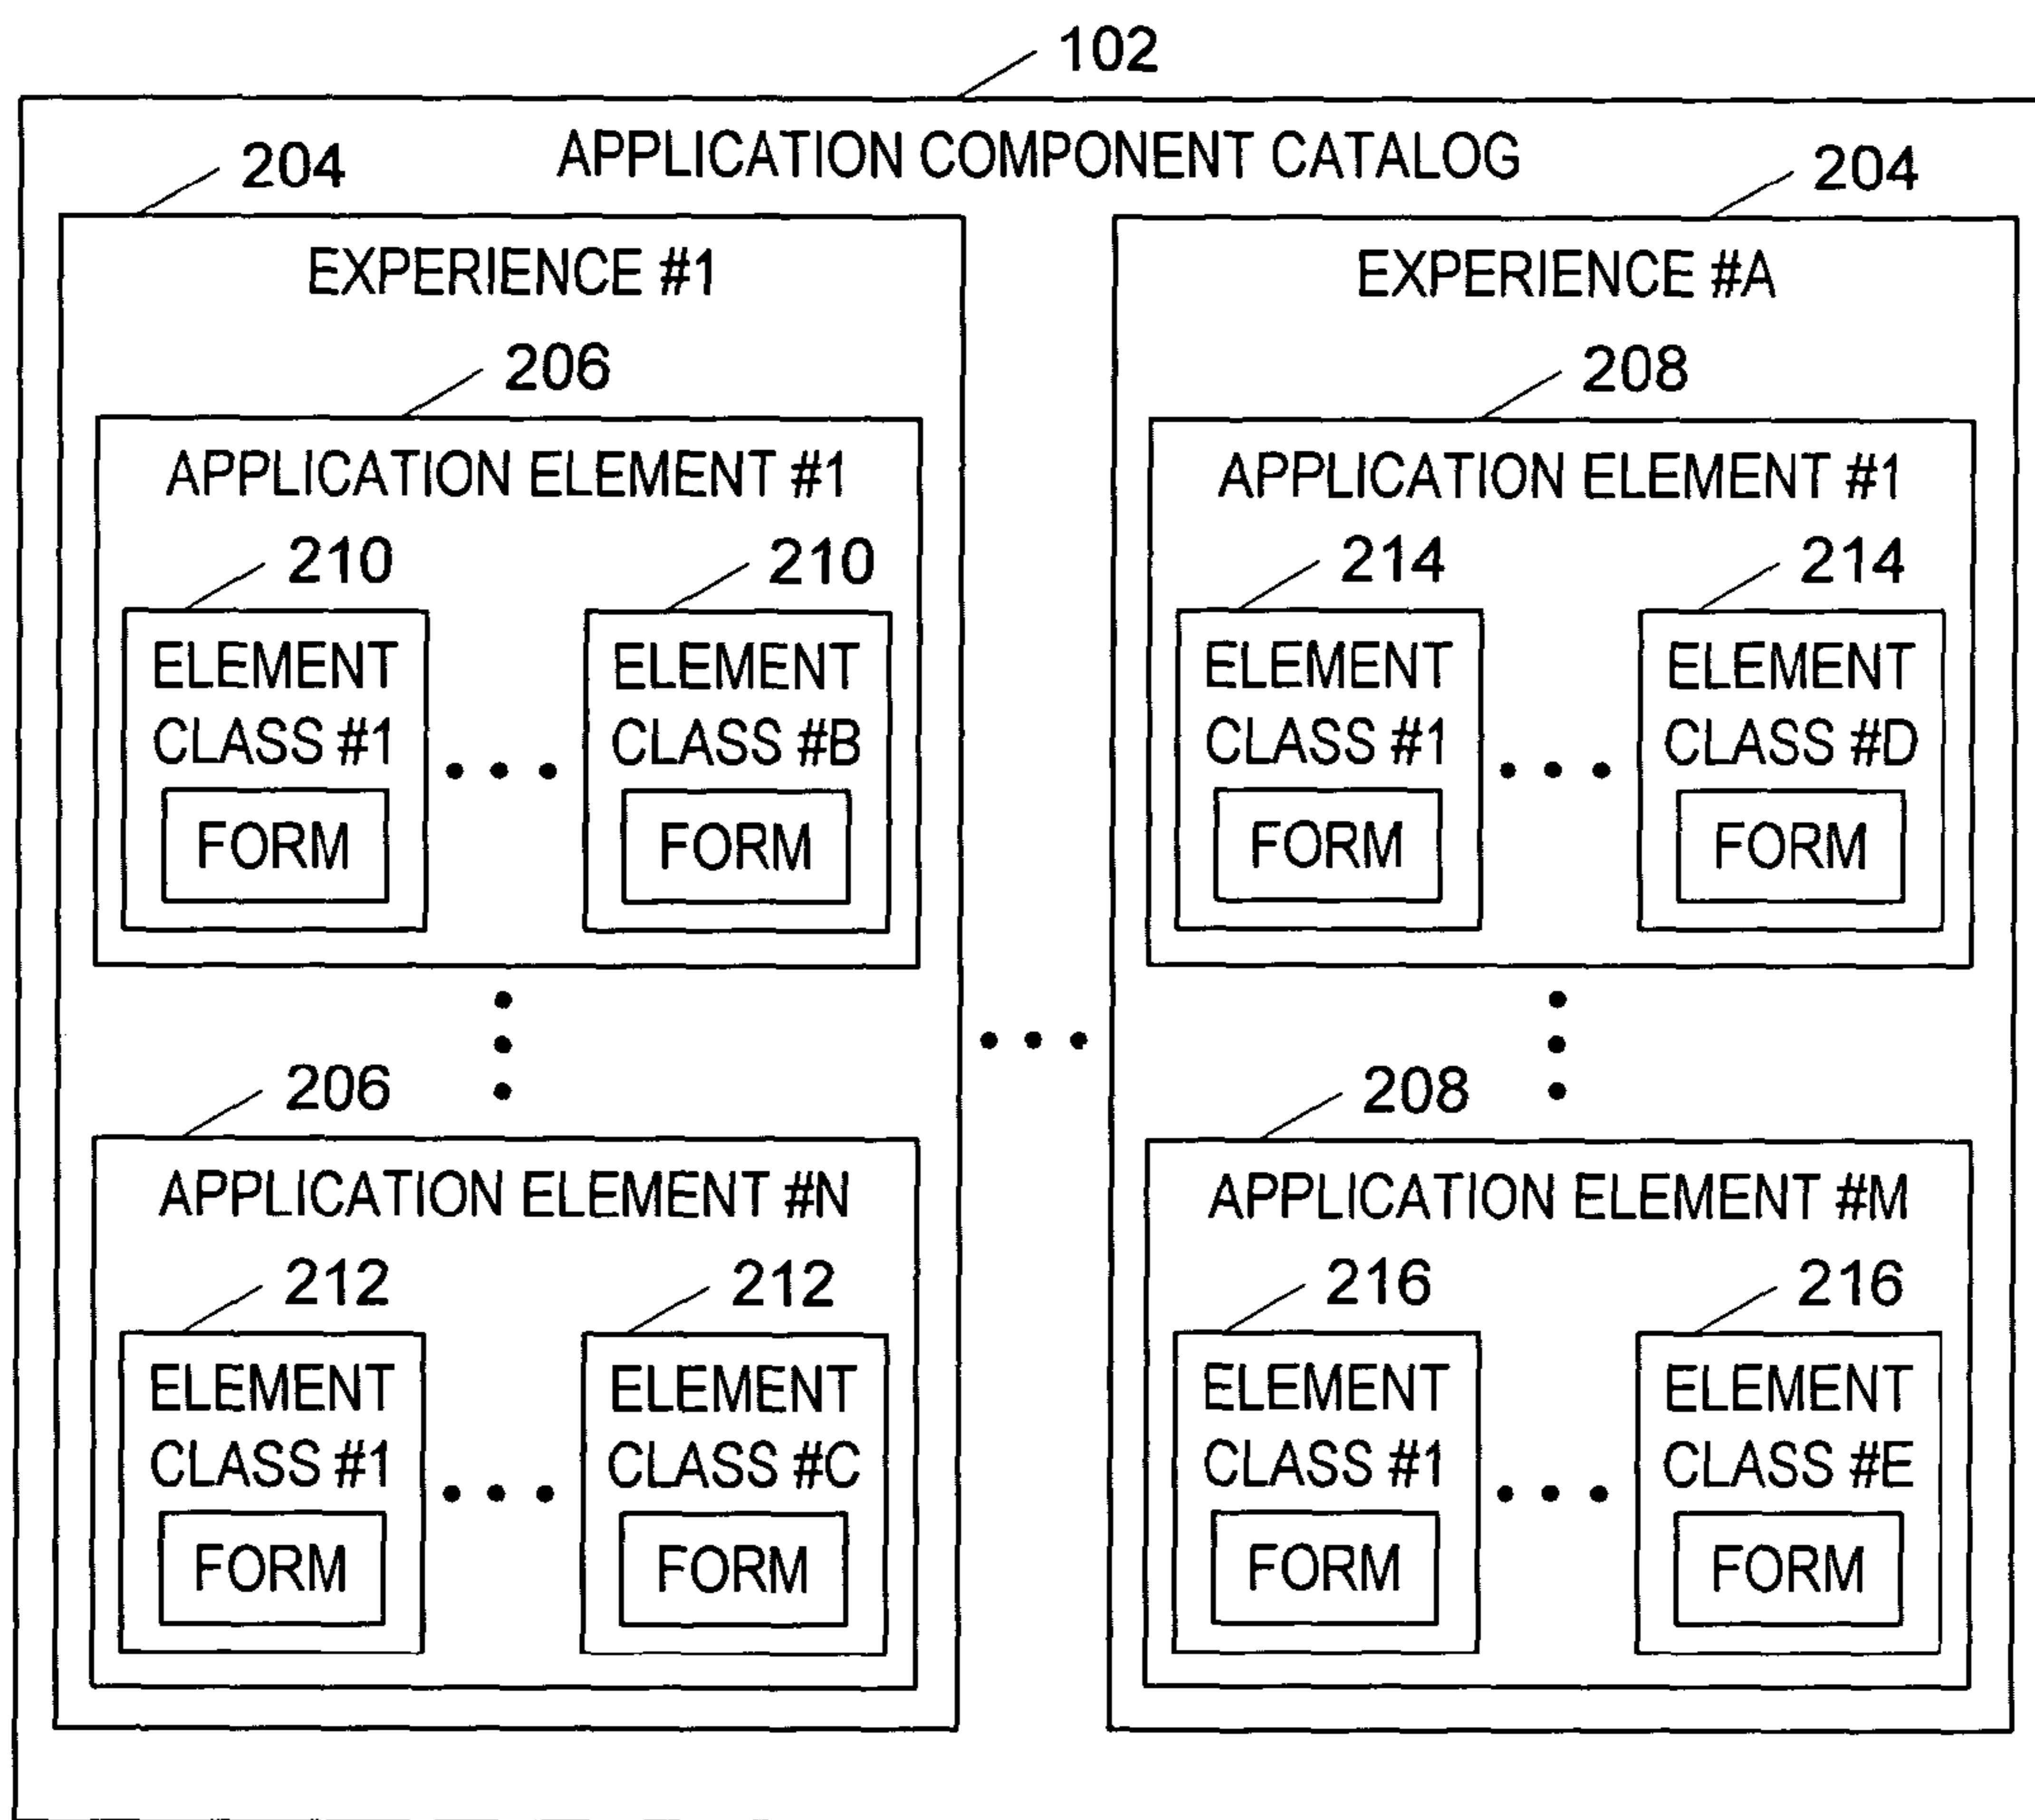 102
APPLICATION COMPONENT CATALOG
204
EXPERIENCE #1
206
APPLICATION ELEMENT #1
210
ELEMENT
CLASS #1
FORM
210
ELEMENT
CLASS #B
FORM
206
APPLICATION ELEMENT #N
212
ELEMENT
CLASS #1
FORM
212
ELEMENT
CLASS #C
FORM
204
EXPERIENCE #A
208
APPLICATION ELEMENT #1
214
ELEMENT
CLASS #1
FORM
214
ELEMENT
CLASS #D
FORM
208
APPLICATION ELEMENT #M
216
ELEMENT
CLASS #1
FORM
216
ELEMENT
CLASS #E
FORM